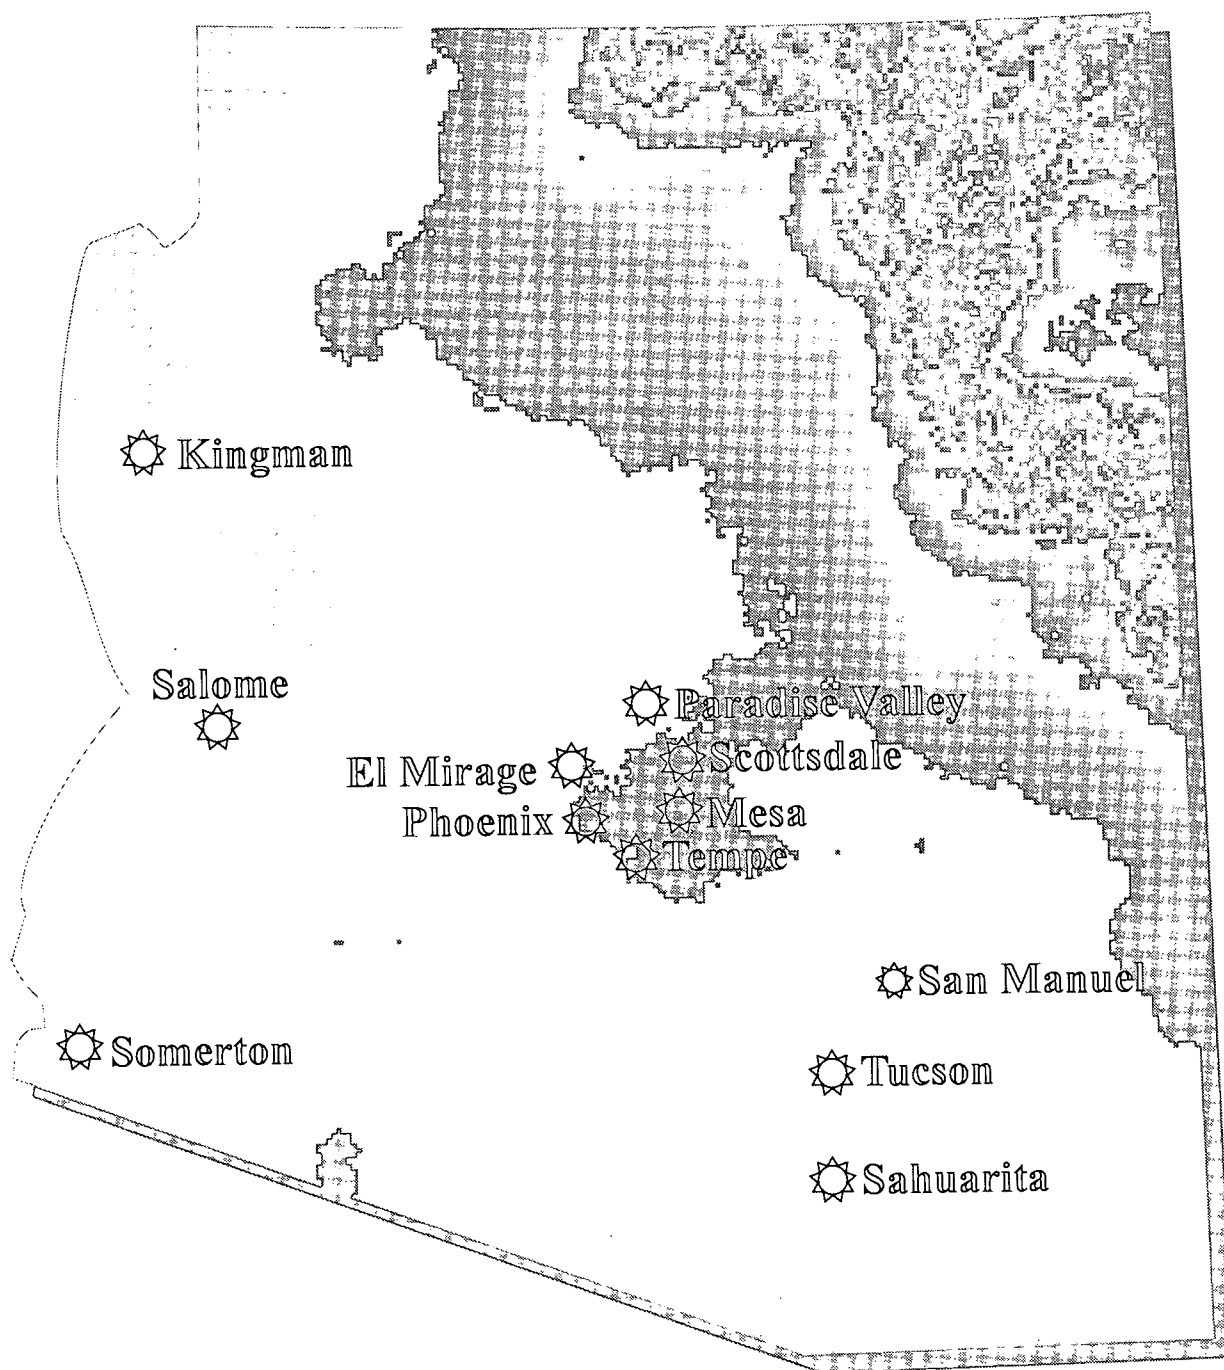 Kingman
Salome
Paradise Valley
El Mirage
Scottsdale
Phoenix
Mesa
Tempe
San Manuel
Somerton
Tucson
Sahuarita